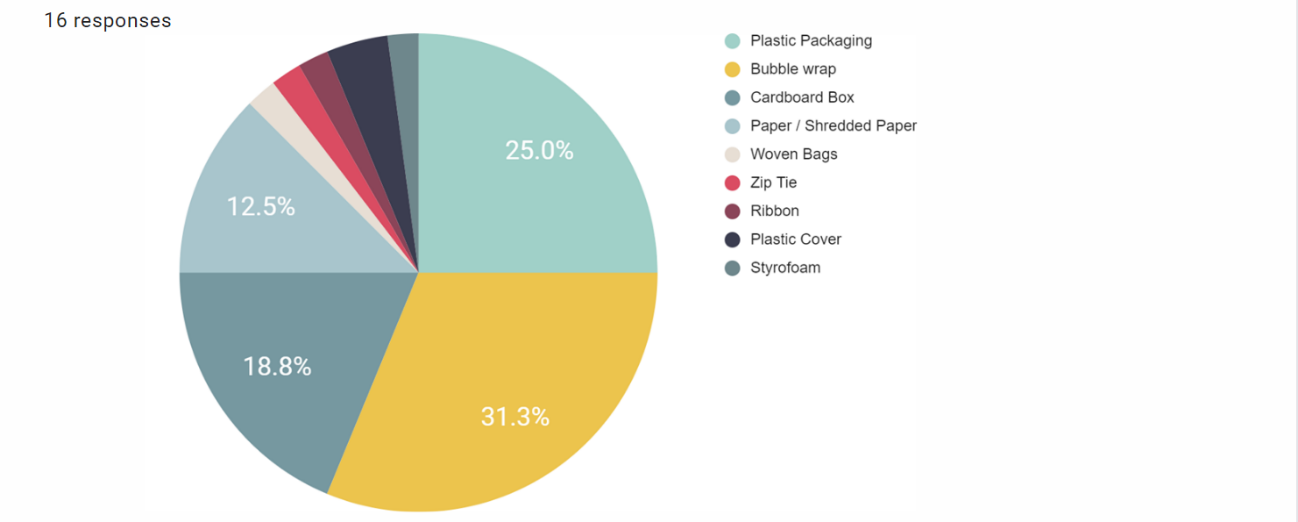 16 responses
Plastic Packaging
Bubble wrap
Cardboard Box
Paper / Shredded Paper
Woven Bags
Zip Tie
Ribbon
Plastic Cover
Styrofoam
25.0%
12.5%
18.8%
31.3%